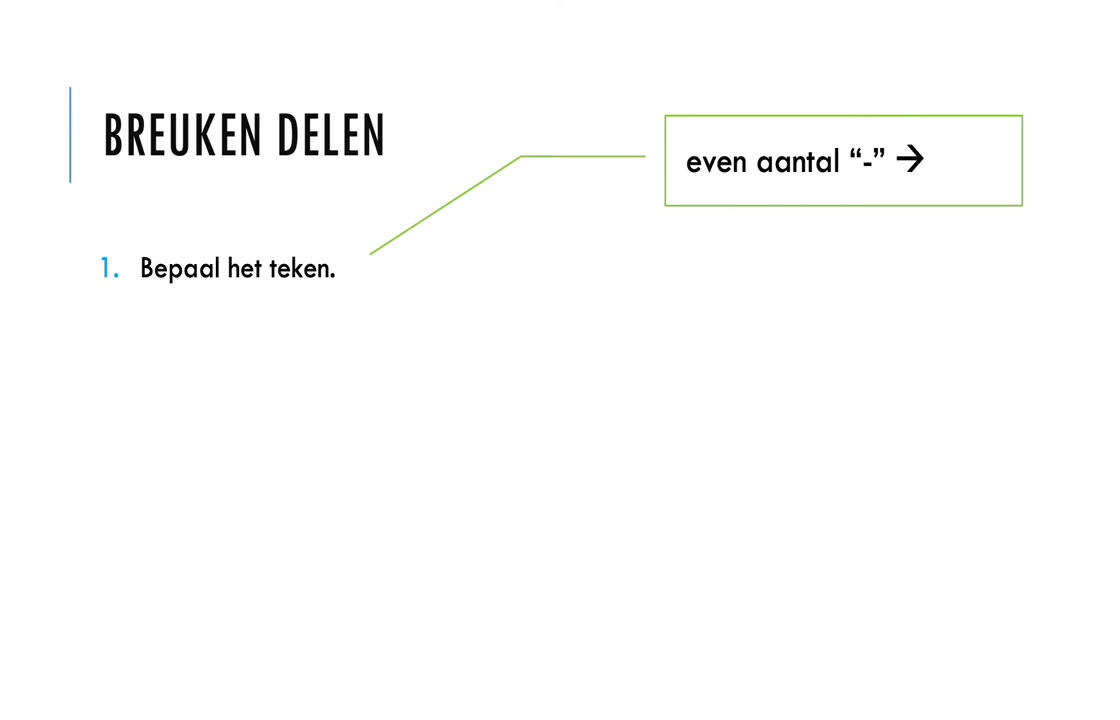 BREUKEN DELEN
even aantal “-” →
1. Bepaal het teken.